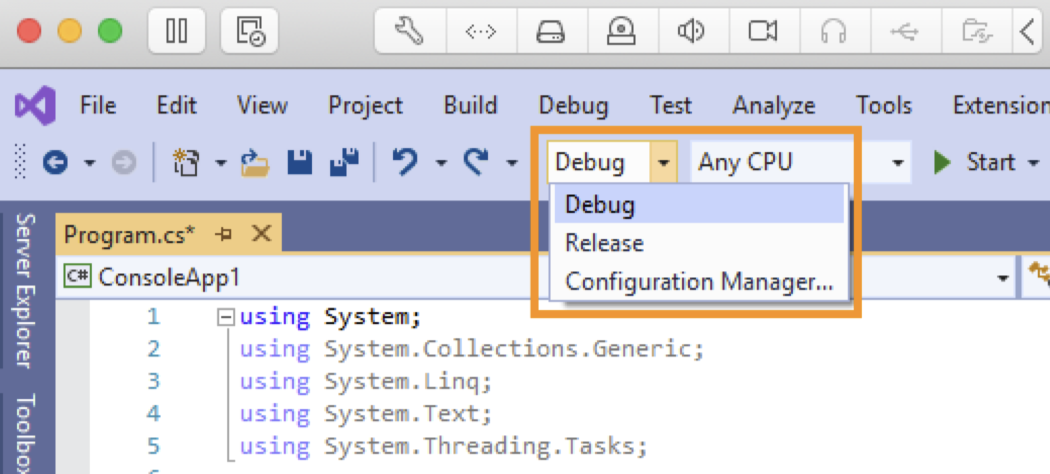 File Edit View Project Build Debug Test Analyze Tools Extension
Debug Any CPU Start
Debug
Release
Configuration Manager...
Server Explorer
Toolbox
Program.cs*
C# ConsoleApp1
1 using System;
2 using System.Collections.Generic;
3 using System.Linq;
4 using System.Text;
5 using System.Threading.Tasks;